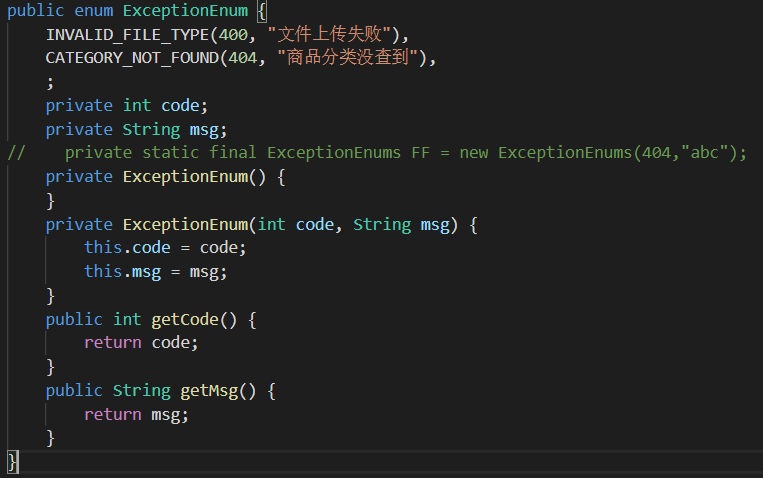 public enum ExceptionEnum {
    INVALID_FILE_TYPE(400, "文件上传失败"),
    CATEGORY_NOT_FOUND(404, "商品分类没查到"),
    ;
    private int code;
    private String msg;
//    private static final ExceptionEnums FF = new ExceptionEnums(404,"abc");
    private ExceptionEnum() {
    }
    private ExceptionEnum(int code, String msg) {
        this.code = code;
        this.msg = msg;
    }
    public int getCode() {
        return code;
    }
    public String getMsg() {
        return msg;
    }
}